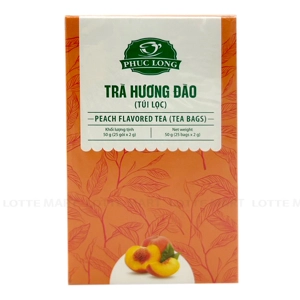 PHUC LONG
TRÀ HƯƠNG ĐÀO
(TÚI LỌC)
PEACH FLAVORED TEA (TEA BAGS)
Khối lượng tịnh
50 g (25 gói x 2 g)
Net weight
50 g (25 bags x 2 g)
LOTTE MART